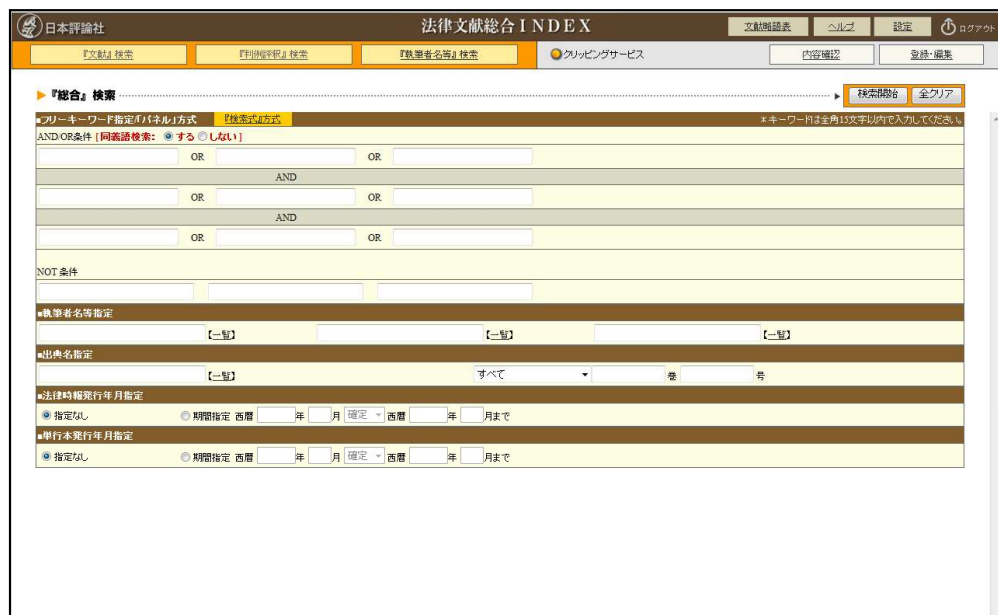 日本評論社
法律文献総合INDEX
文献略語表 ヘルプ 設定 ログアウト
『文献』検索 『判例評釈』検索 『執筆者名等』検索 クリッピングサービス 内容確認 登録・編集
『総合』検索 検索開始 全クリア
■フリーキーワード指定/『パネル』方式 『検索式』方式 *キーワードは全角15文字以内で入力してください。
AND/OR条件 [同義語検索: する しない]
OR OR
AND
OR OR
AND
OR OR
NOT 条件
■執筆者名等指定
【一覧】 【一覧】 【一覧】
■出典名指定
【一覧】 すべて 巻 号
■法律時報発行年月指定
指定なし 期間指定 西暦 年 月 確定 西暦 年 月まで
■単行本発行年月指定
指定なし 期間指定 西暦 年 月 確定 西暦 年 月まで